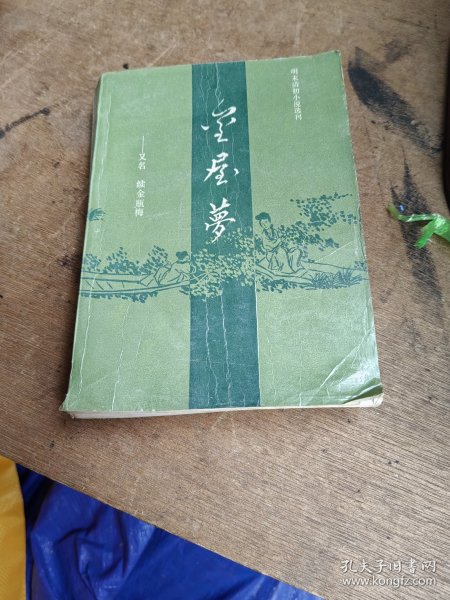 明末清初小说选刊
金屋夢
——又名 续金瓶梅
孔夫子旧书网
www.kongfz.com